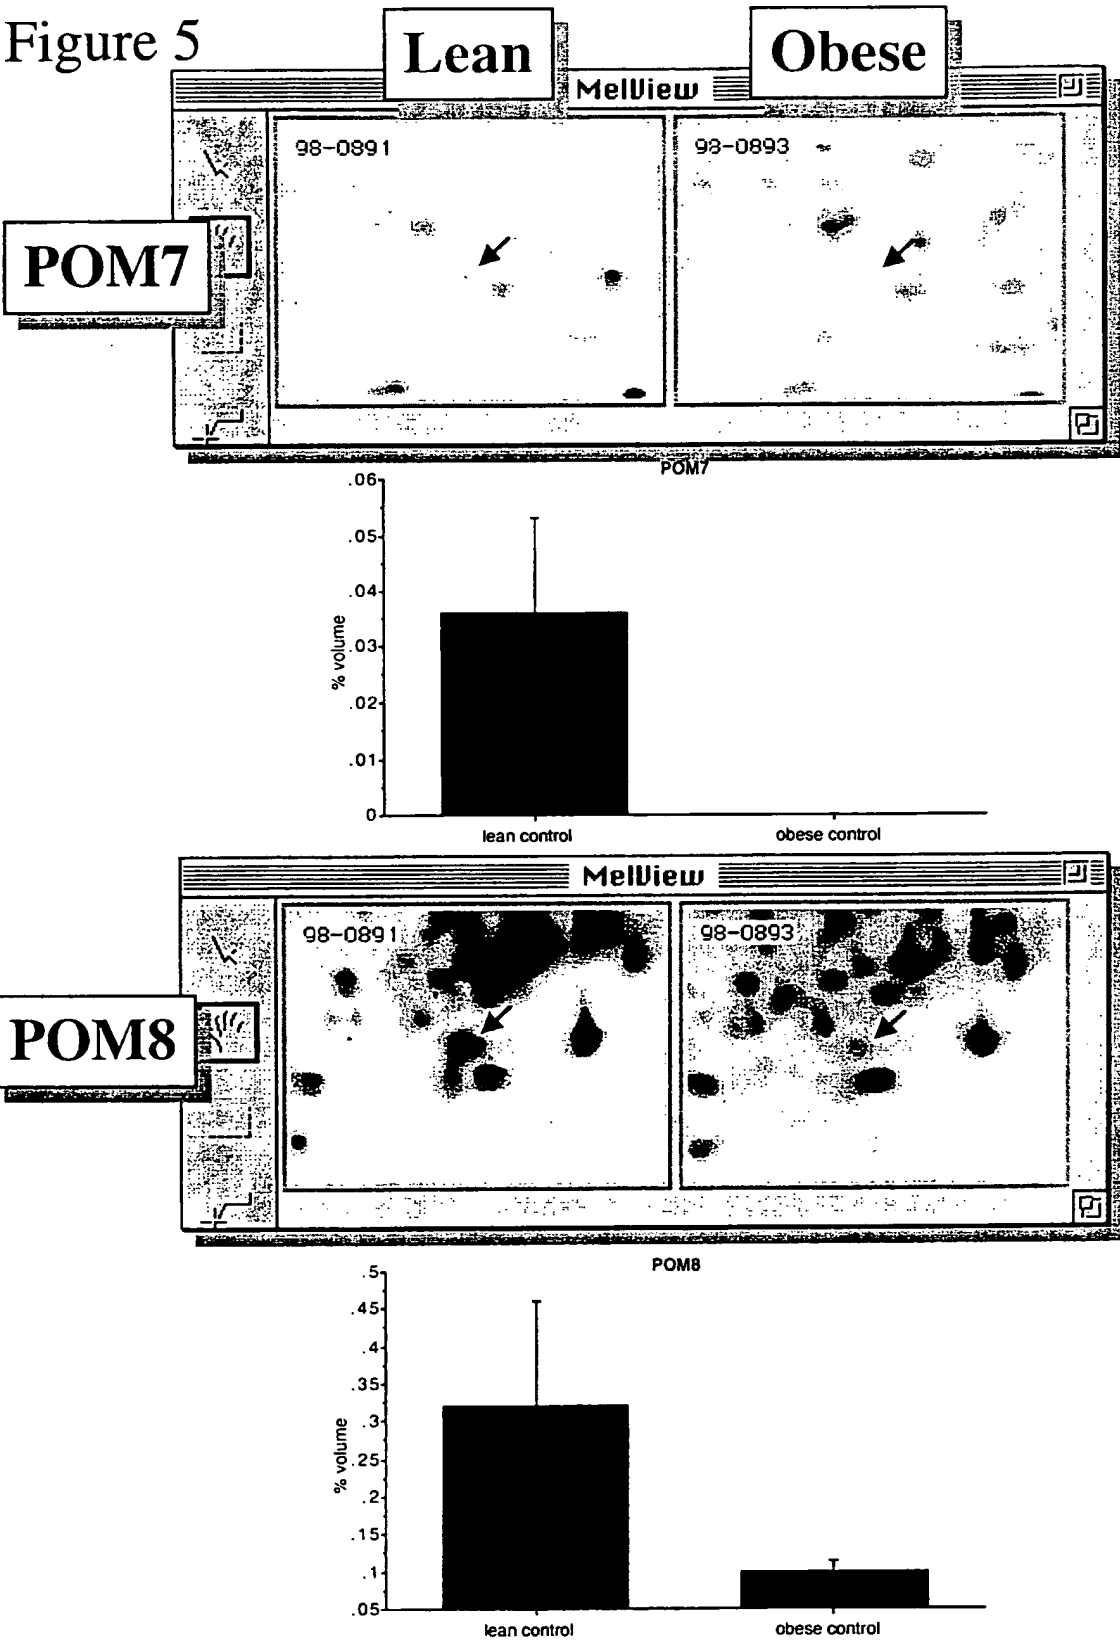 Figure 5
Lean
Obese
MelView
98-0891
98-0893
POM7
POM7
.06
.05
.04
.03
.02
.01
0
% volume
lean control
obese control
MelView
98-0891
98-0893
POM8
POM8
.5
.45
.4
.35
.3
.25
.2
.15
.1
.05
% volume
lean control
obese control